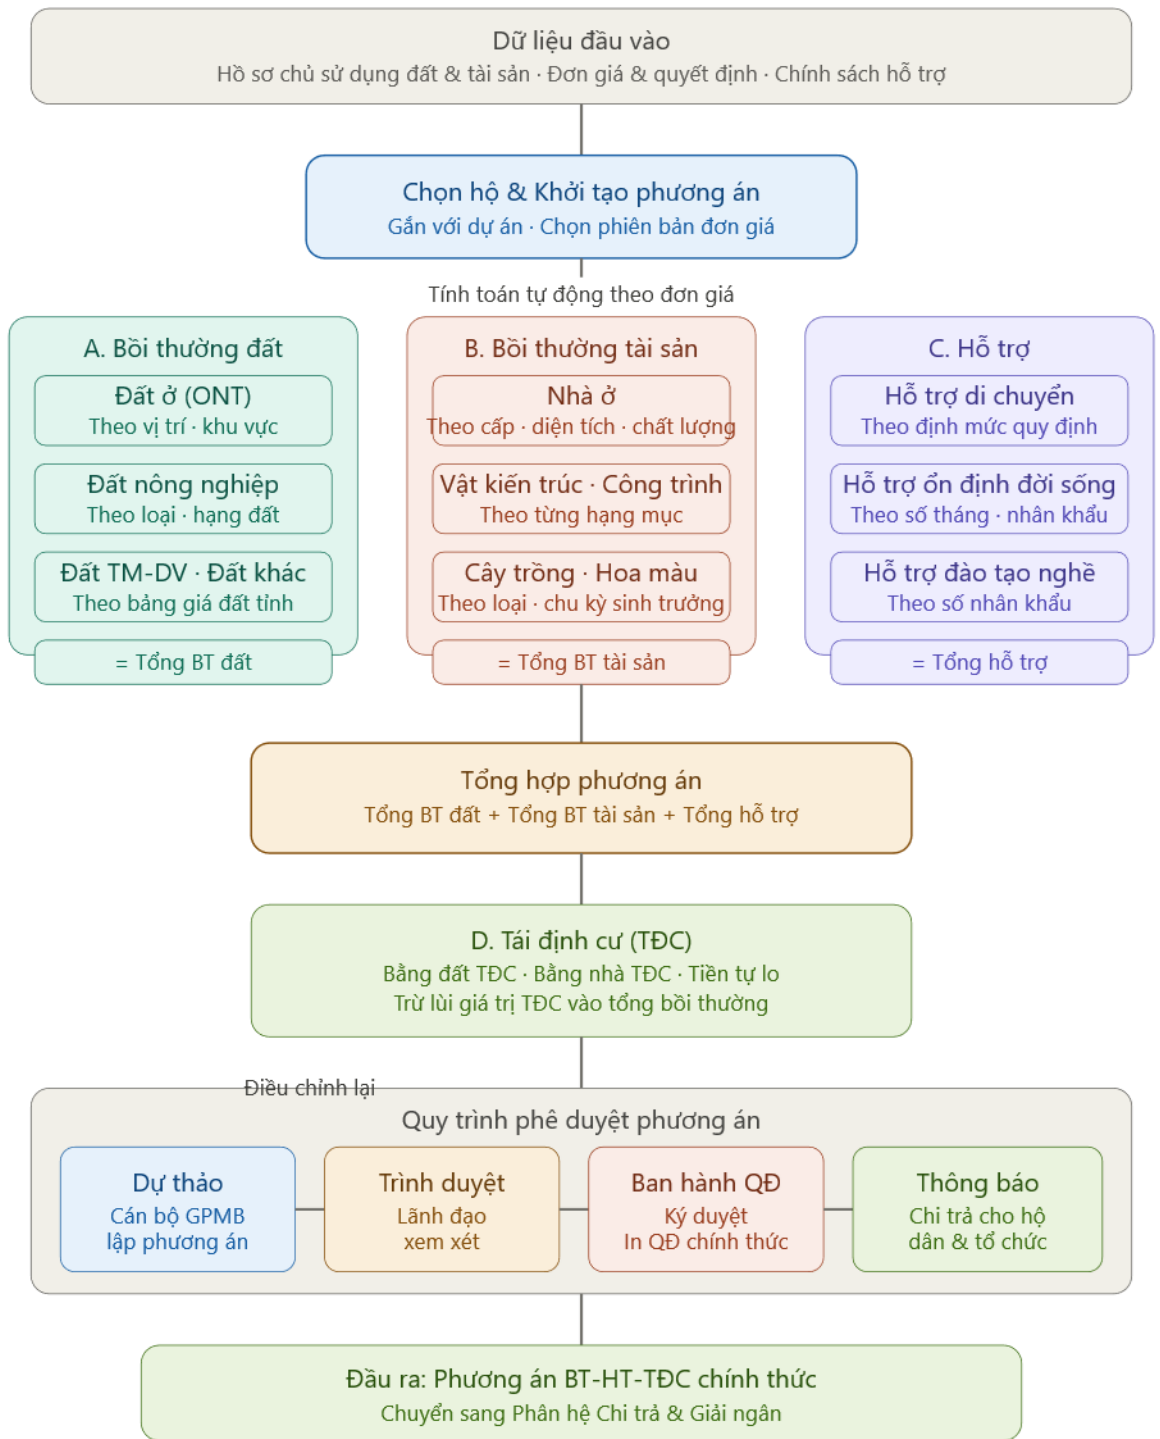 Dữ liệu đầu vào
Hồ sơ chủ sử dụng đất & tài sản · Đơn giá & quyết định · Chính sách hỗ trợ
Chọn hộ & Khởi tạo phương án
Gắn với dự án · Chọn phiên bản đơn giá
Tính toán tự động theo đơn giá
A. Bồi thường đất
Đất ở (ONT)
Theo vị trí · khu vực
Đất nông nghiệp
Theo loại · hạng đất
Đất TM-DV · Đất khác
Theo bảng giá đất tỉnh
= Tổng BT đất
B. Bồi thường tài sản
Nhà ở
Theo cấp · diện tích · chất lượng
Vật kiến trúc · Công trình
Theo từng hạng mục
Cây trồng · Hoa màu
Theo loại · chu kỳ sinh trưởng
= Tổng BT tài sản
C. Hỗ trợ
Hỗ trợ di chuyển
Theo định mức quy định
Hỗ trợ ổn định đời sống
Theo số tháng · nhân khẩu
Hỗ trợ đào tạo nghề
Theo số nhân khẩu
= Tổng hỗ trợ
Tổng hợp phương án
Tổng BT đất + Tổng BT tài sản + Tổng hỗ trợ
D. Tái định cư (TĐC)
Bằng đất TĐC · Bằng nhà TĐC · Tiền tự lo
Trừ lùi giá trị TĐC vào tổng bồi thường
Điều chỉnh lại
Quy trình phê duyệt phương án
Dự thảo
Cán bộ GPMB
lập phương án
Trình duyệt
Lãnh đạo
xem xét
Ban hành QĐ
Ký duyệt
In QĐ chính thức
Thông báo
Chi trả cho hộ
dân & tổ chức
Đầu ra: Phương án BT-HT-TĐC chính thức
Chuyển sang Phân hệ Chi trả & Giải ngân